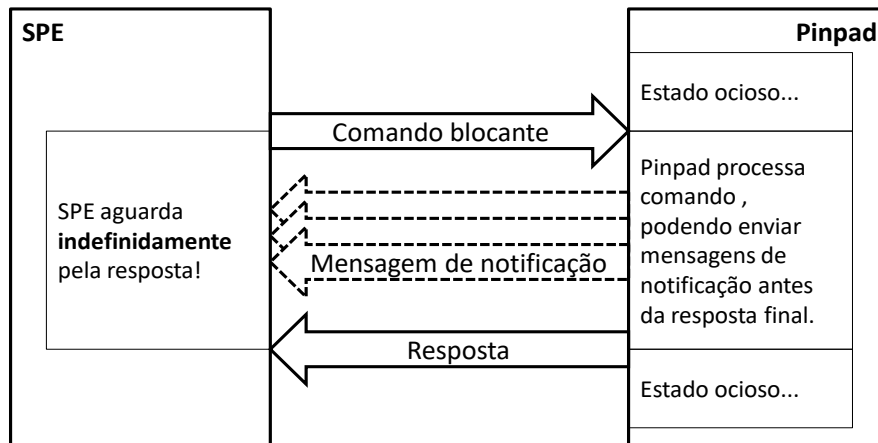 SPE
Pinpad
Estado ocioso...
Comando blocante
SPE aguarda
indefinidamente
pela resposta!
Mensagem de notificação
Pinpad processa
comando ,
podendo enviar
mensagens de
notificação antes
da resposta final.
Resposta
Estado ocioso...